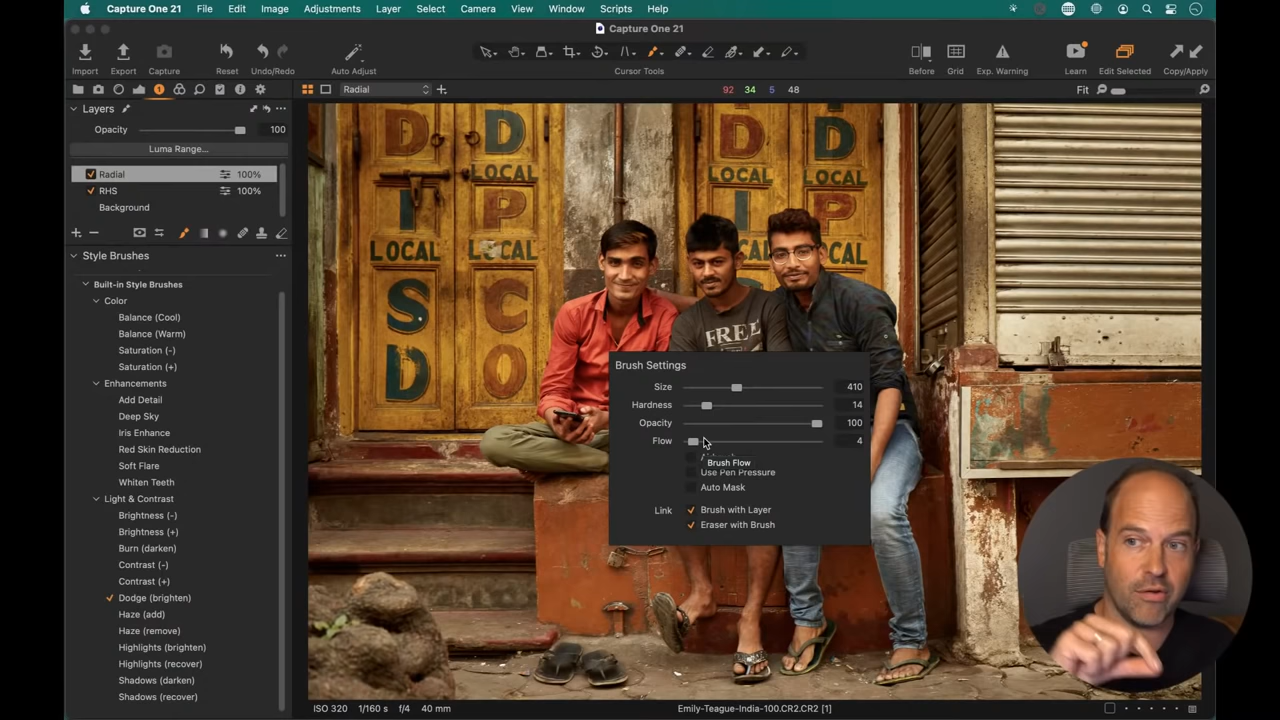 Capture One 21 File Edit Image Adjustments Layer Select Camera View Window Scripts Help
Capture One 21
Import Export Capture Reset Undo/Redo Auto Adjust Cursor Tools Before Grid Exp. Warning Learn Edit Selected Copy/Apply
Radial 92 34 5 48 Fit
Layers
Opacity 100
Luma Range...
Radial 100%
RHS 100%
Background
Style Brushes
Built-in Style Brushes
Color
Balance (Cool)
Balance (Warm)
Saturation (-)
Saturation (+)
Enhancements
Add Detail
Deep Sky
Iris Enhance
Red Skin Reduction
Soft Flare
Whiten Teeth
Light & Contrast
Brightness (-)
Brightness (+)
Burn (darken)
Contrast (-)
Contrast (+)
Dodge (brighten)
Haze (add)
Haze (remove)
Highlights (brighten)
Highlights (recover)
Shadows (darken)
Shadows (recover)
D D D D
LOCAL LOCAL LOCAL
I P I P
LOCAL LOCAL LOCAL LOCAL
S C
D O
FREE
Brush Settings
Size 410
Hardness 14
Opacity 100
Flow 4
Brush Flow
Use Pen Pressure
Auto Mask
Link Brush with Layer
Eraser with Brush
ISO 320 1/160 s f/4 40 mm Emily-Teague-India-100.CR2.CR2 [1]